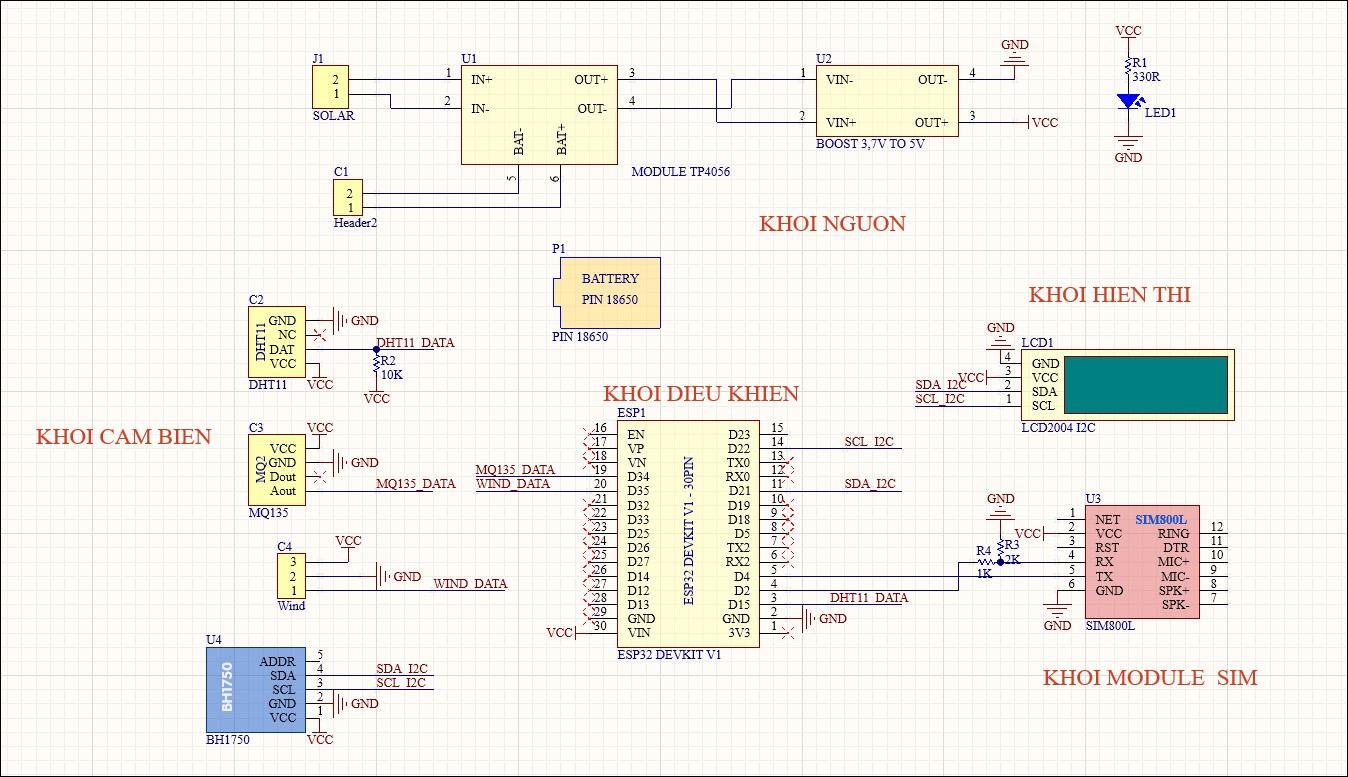 J1
2
1
SOLAR
U1
1 IN+ OUT+ 3
2 IN- OUT- 4
BAT- BAT+
5 6
MODULE TP4056
U2
1 VIN- OUT- 4
2 VIN+ OUT+ 3
BOOST 3,7V TO 5V
GND
VCC
VCC
R1
330R
LED1
GND
C1
2
1
Header2
KHOI NGUON
P1
BATTERY
PIN 18650
PIN 18650
C2
DHT11
GND GND
NC
DAT DHT11_DATA
VCC
DHT11 VCC
R2
10K
VCC
KHOI HIEN THI
GND
LCD1
4 GND
VCC 3 VCC
SDA_I2C 2 SDA
SCL_I2C 1 SCL
LCD2004 I2C
KHOI CAM BIEN
C3
MQ2
VCC VCC
GND GND
Dout
Aout MQ135_DATA
MQ135
C4
3 VCC
2 GND
1 WIND_DATA
Wind
U4
BH1750
ADDR 5
SDA 4 SDA_I2C
SCL 3 SCL_I2C
GND 2 GND
VCC 1
BH1750 VCC
KHOI DIEU KHIEN
ESP1
ESP32 DEVKIT V1 - 30PIN
16 EN D23 15
17 VP D22 14 SCL_I2C
18 VN TX0 13
MQ135_DATA 19 D34 RX0 12
WIND_DATA 20 D35 D21 11 SDA_I2C
21 D32 D19 10
22 D33 D18 9
23 D25 D5 8
24 D26 TX2 7
25 D27 RX2 6
26 D14 D4 5
27 D12 D2 4
28 D13 D15 3 DHT11_DATA
29 GND GND 2 GND
VCC 30 VIN 3V3 1
ESP32 DEVKIT V1
GND
R3
2K
R4
1K
U3
SIM800L
1 NET
VCC 2 VCC RING 12
3 RST DTR 11
4 RX MIC+ 10
5 TX MIC- 9
6 GND SPK+ 8
SPK- 7
GND
SIM800L
KHOI MODULE SIM